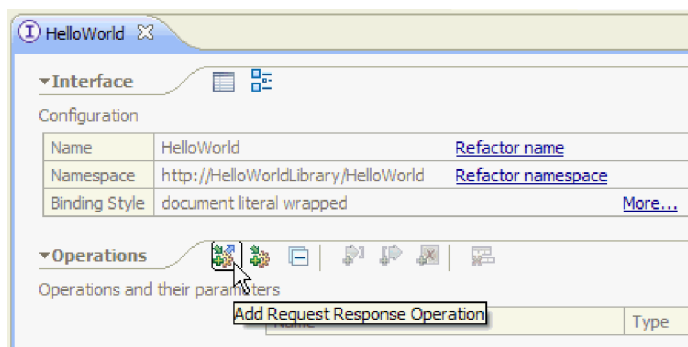 HelloWorld
Interface
Configuration
Name HelloWorld Refactor name
Namespace http://HelloWorldLibrary/HelloWorld Refactor namespace
Binding Style document literal wrapped More...
Operations
Operations and their parameters
Add Request Response Operation
Name Type